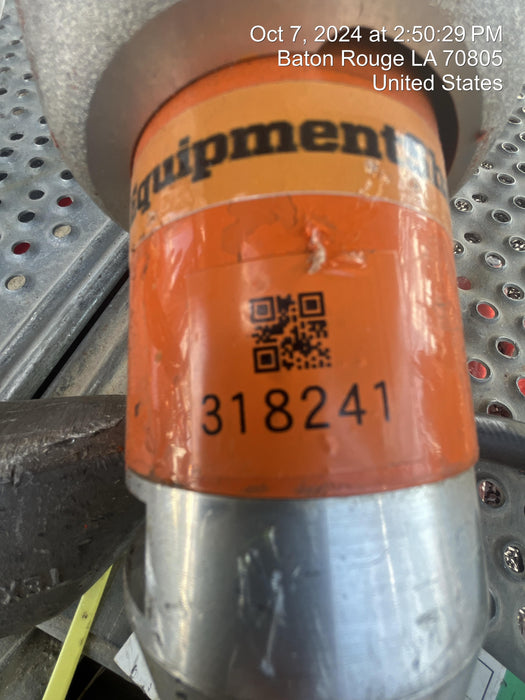 Oct 7, 2024 at 2:50:29 PM
Baton Rouge LA 70805
United States
Equipment
318241